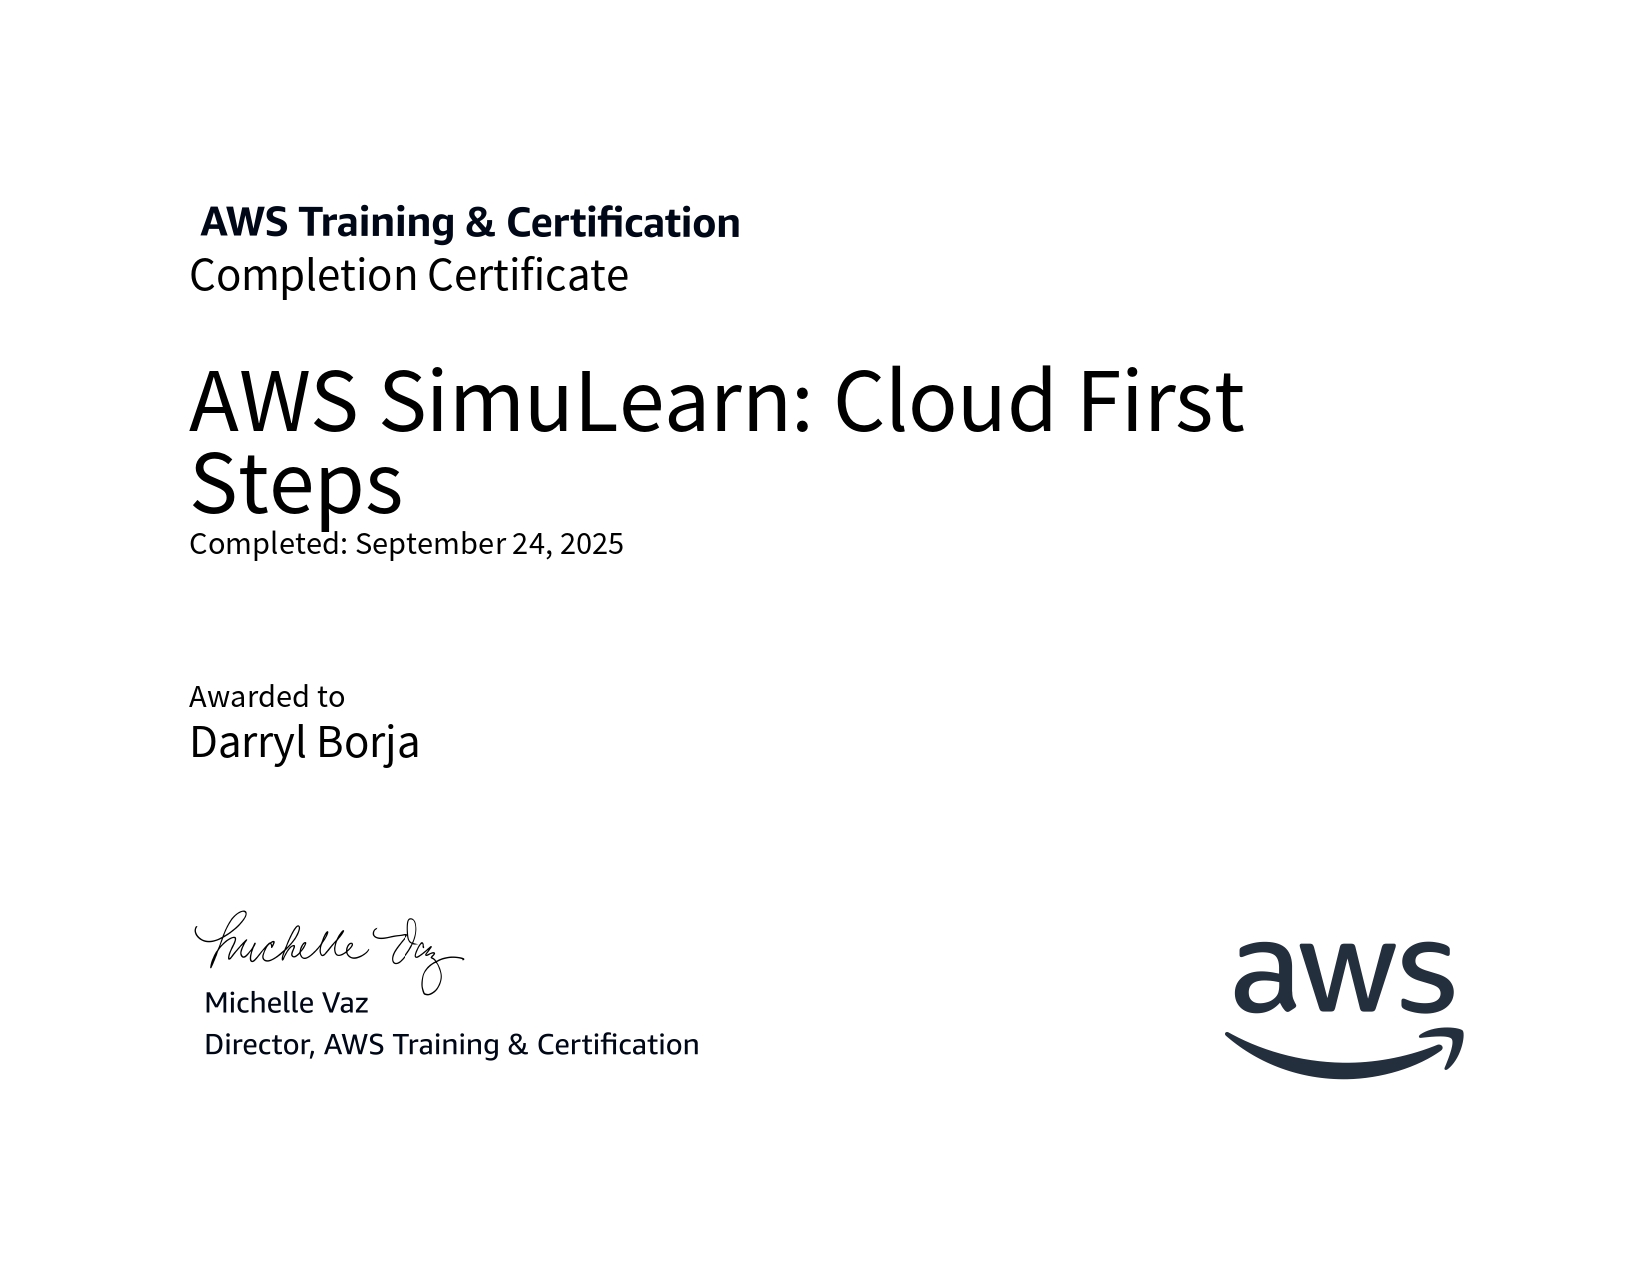 AWS Training & Certification
Completion Certificate
AWS SimuLearn: Cloud First
Steps
Completed: September 24, 2025
Awarded to
Darryl Borja
Michelle Vaz
Michelle Vaz
Director, AWS Training & Certification
aws